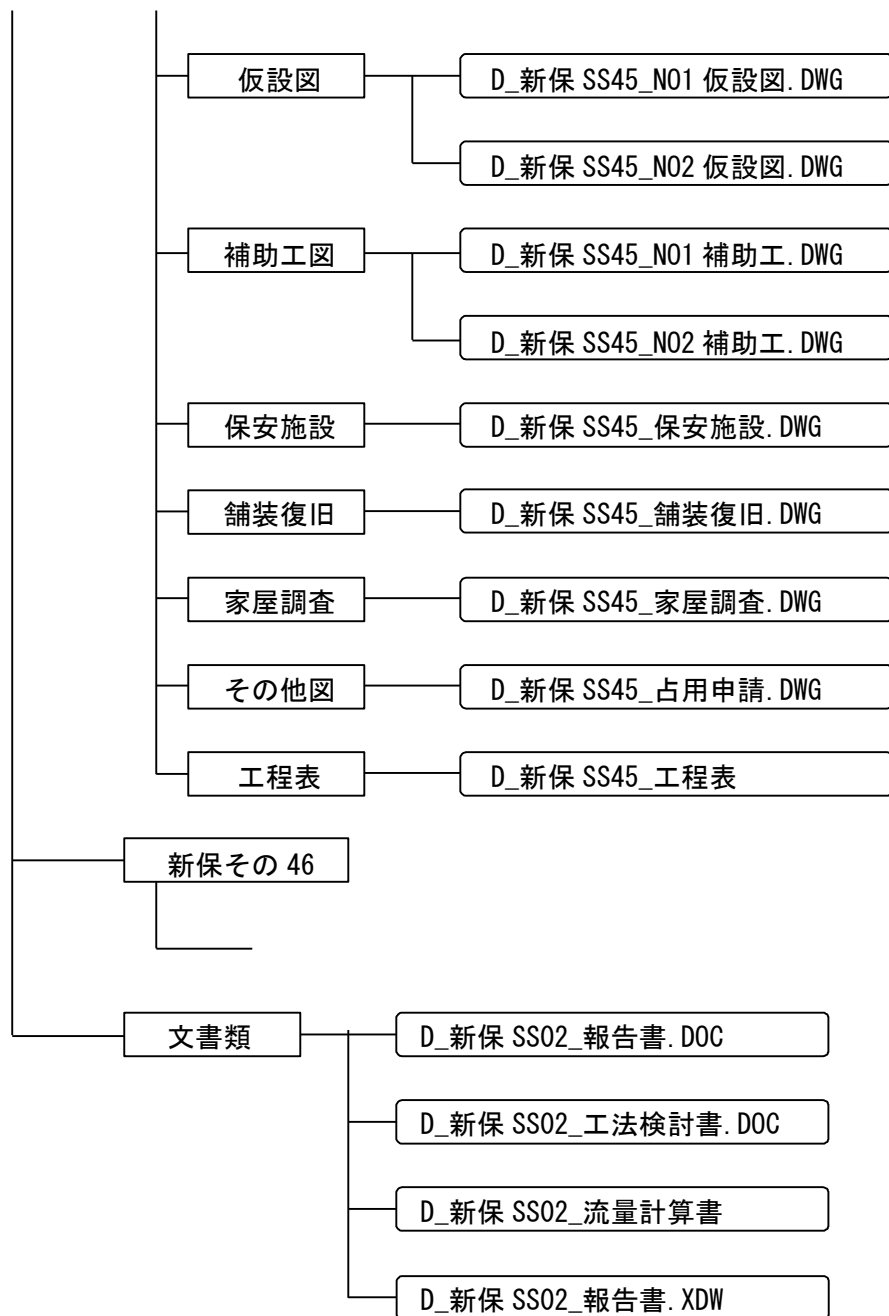 仮設図
D_新保 SS45_NO1 仮設図.DWG
D_新保 SS45_NO2 仮設図.DWG
補助工図
D_新保 SS45_NO1 補助工.DWG
D_新保 SS45_NO2 補助工.DWG
保安施設
D_新保 SS45_保安施設.DWG
舗装復旧
D_新保 SS45_舗装復旧.DWG
家屋調査
D_新保 SS45_家屋調査.DWG
その他図
D_新保 SS45_占用申請.DWG
工程表
D_新保 SS45_工程表
新保その 46
文書類
D_新保 SS02_報告書.DOC
D_新保 SS02_工法検討書.DOC
D_新保 SS02_流量計算書
D_新保 SS02_報告書.XDW